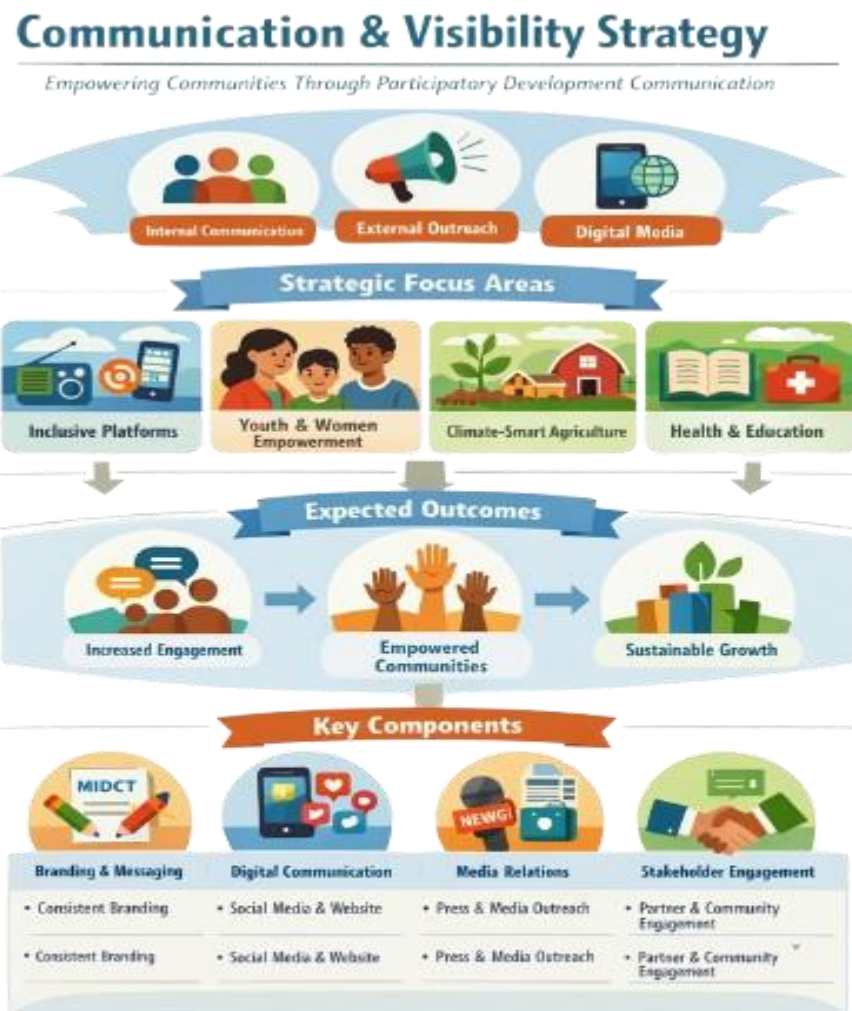 Communication & Visibility Strategy
Empowering Communities Through Participatory Development Communication
Internal Communication
External Outreach
Digital Media
Strategic Focus Areas
Inclusive Platforms
Youth & Women
Empowerment
Climate-Smart Agriculture
Health & Education
Expected Outcomes
Increased Engagement
Empowered
Communities
Sustainable Growth
Key Components
MIDCT
NEWG!
Branding & Messaging
Digital Communication
Media Relations
Stakeholder Engagement
• Consistent Branding
• Social Media & Website
• Press & Media Outreach
• Partner & Community
Engagement
• Consistent Branding
• Social Media & Website
• Press & Media Outreach
• Partner & Community
Engagement